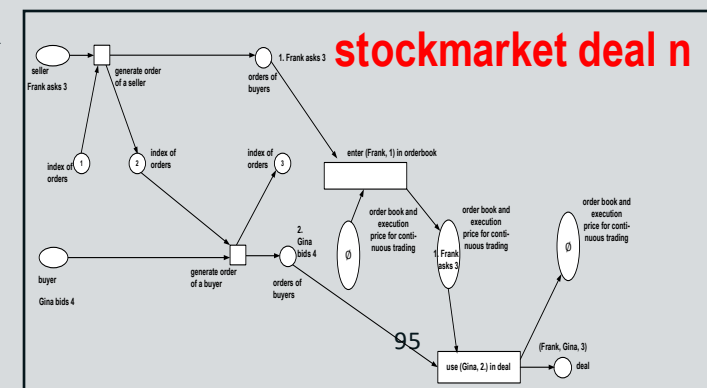 stockmarket deal n
seller
Frank asks 3
generate order
of a seller
1. Frank asks 3
orders of
buyers
index of
orders
1
2
index of
orders
index of
orders
3
enter (Frank, 1) in orderbook
buyer
Gina bids 4
generate order
of a buyer
2.
Gina
bids 4
orders of
buyers
Ø
order book and
execution
price for conti-
nuous trading
1. Frank
asks 3
order book and
execution
price for conti-
nuous trading
order book and
execution
price for conti-
nuous trading
Ø
95
use (Gina, 2.) in deal
(Frank, Gina, 3)
deal